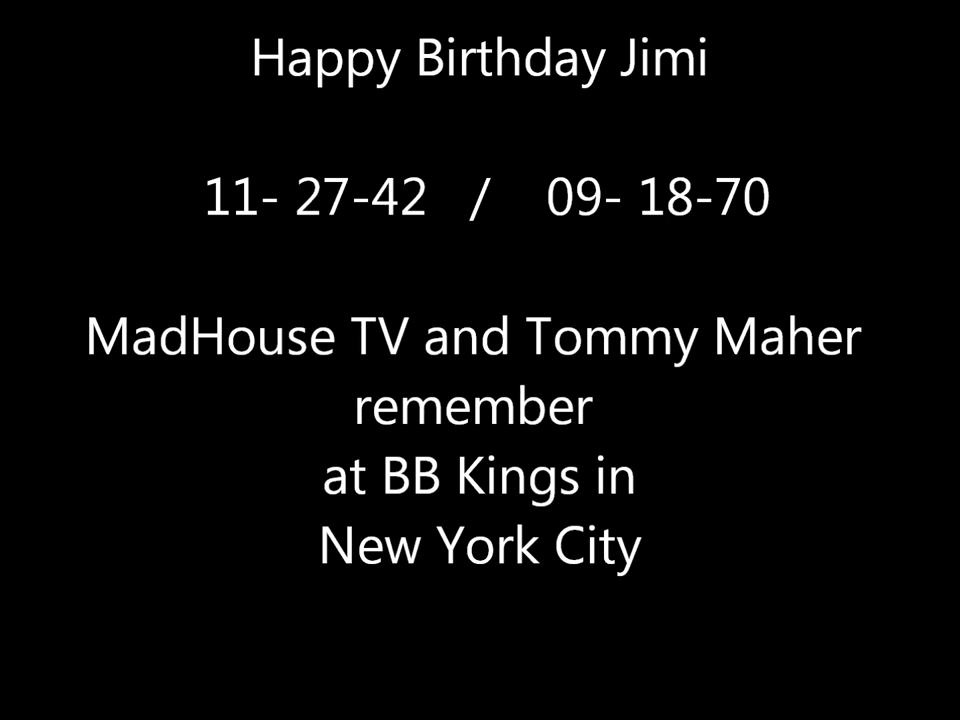 Happy Birthday Jimi
11- 27-42 / 09- 18-70
MadHouse TV and Tommy Maher
remember
at BB Kings in
New York City